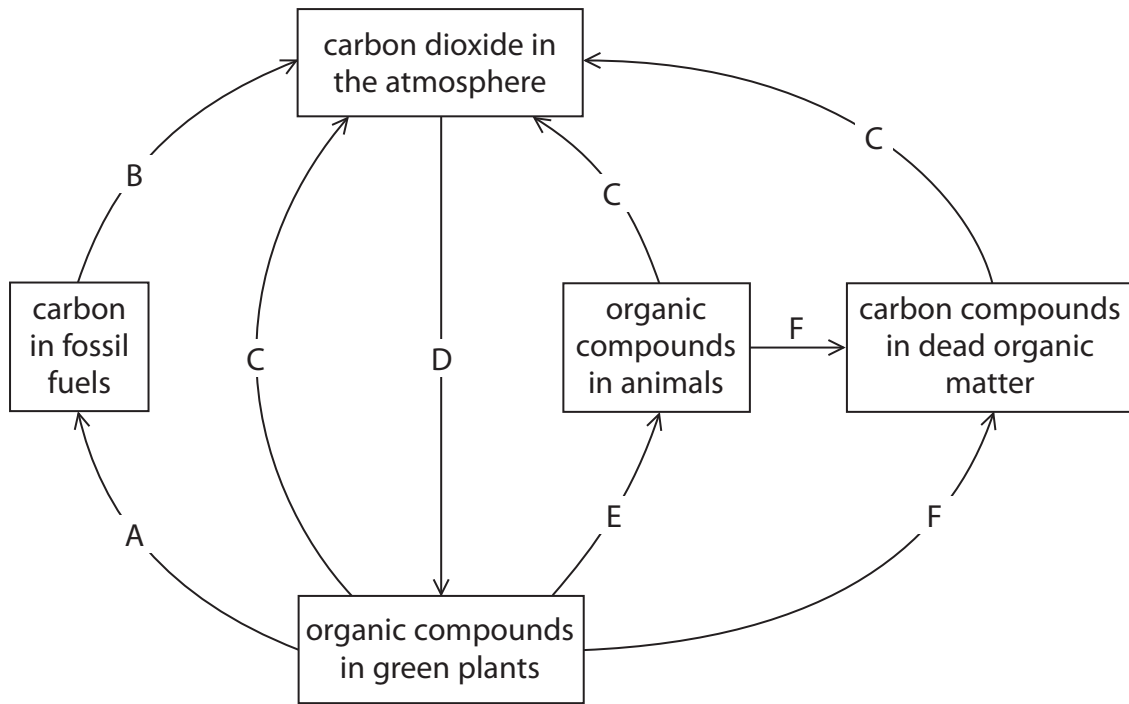 carbon dioxide in
the atmosphere
B
C
C
C
D
carbon
in fossil
fuels
organic
compounds
in animals
F
carbon compounds
in dead organic
matter
A
E
F
organic compounds
in green plants